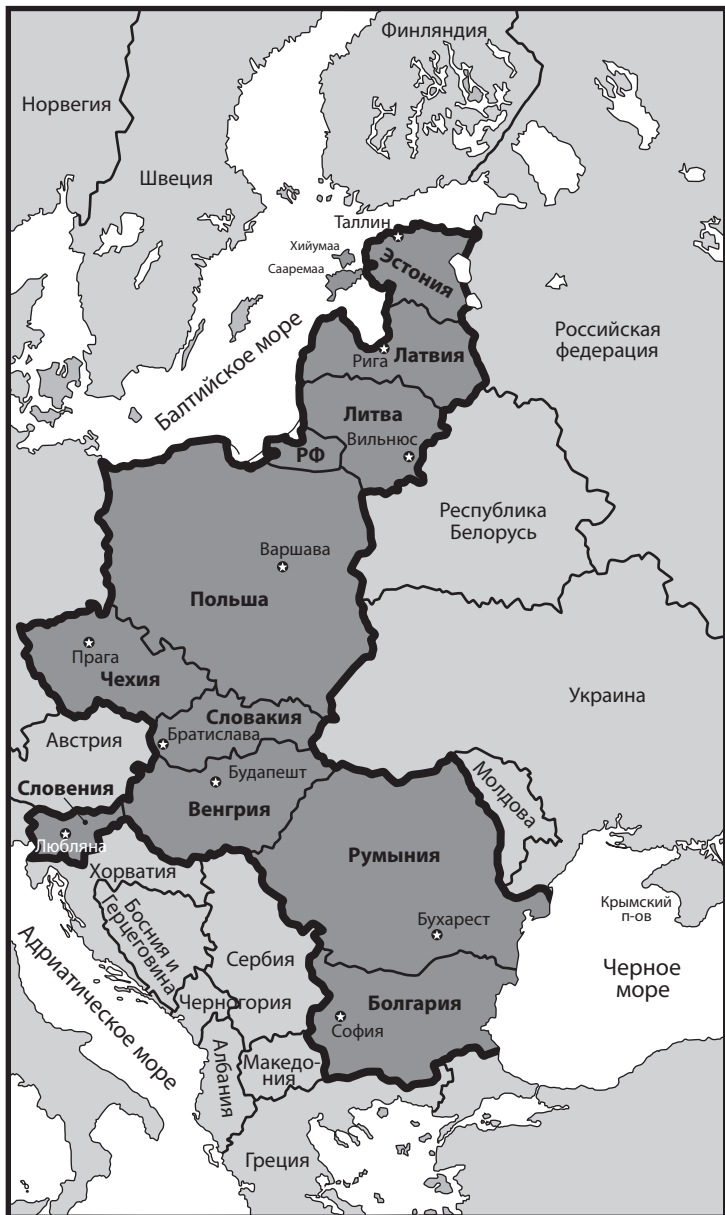 Финляндия
Норвегия
Швеция
Таллин
Хийумаа
Сааремаа
Эстония
Российская
федерация
Балтийское море
Рига
Латвия
Литва
Вильнюс
РФ
Республика
Белорусь
Варшава
Польша
Прага
Чехия
Украина
Словакия
Братислава
Австрия
Будапешт
Словения
Венгрия
Молдова
Любляна
Румыния
Хорватия
Крымский
п-ов
Босния и
Герцеговина
Бухарест
Сербия
Адриатическое море
Черное
море
Черногория
Болгария
София
Албания
Македо-
ния
Греция